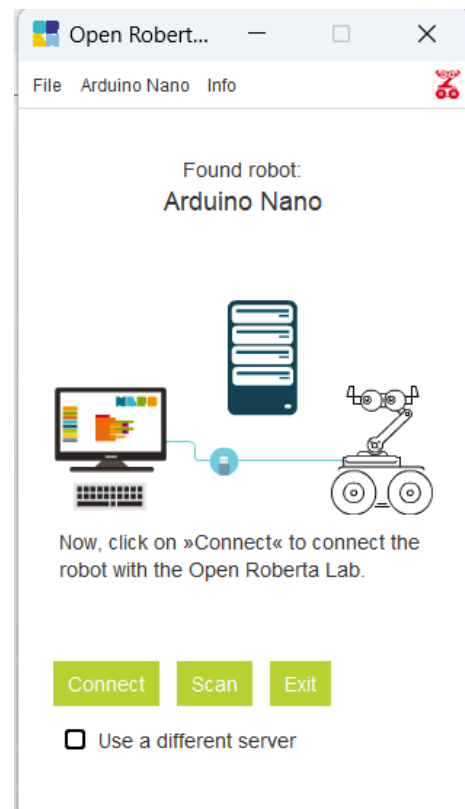 Open Robert...
File Arduino Nano Info
Found robot:
Arduino Nano
Now, click on »Connect« to connect the
robot with the Open Roberta Lab.
Connect Scan Exit
Use a different server